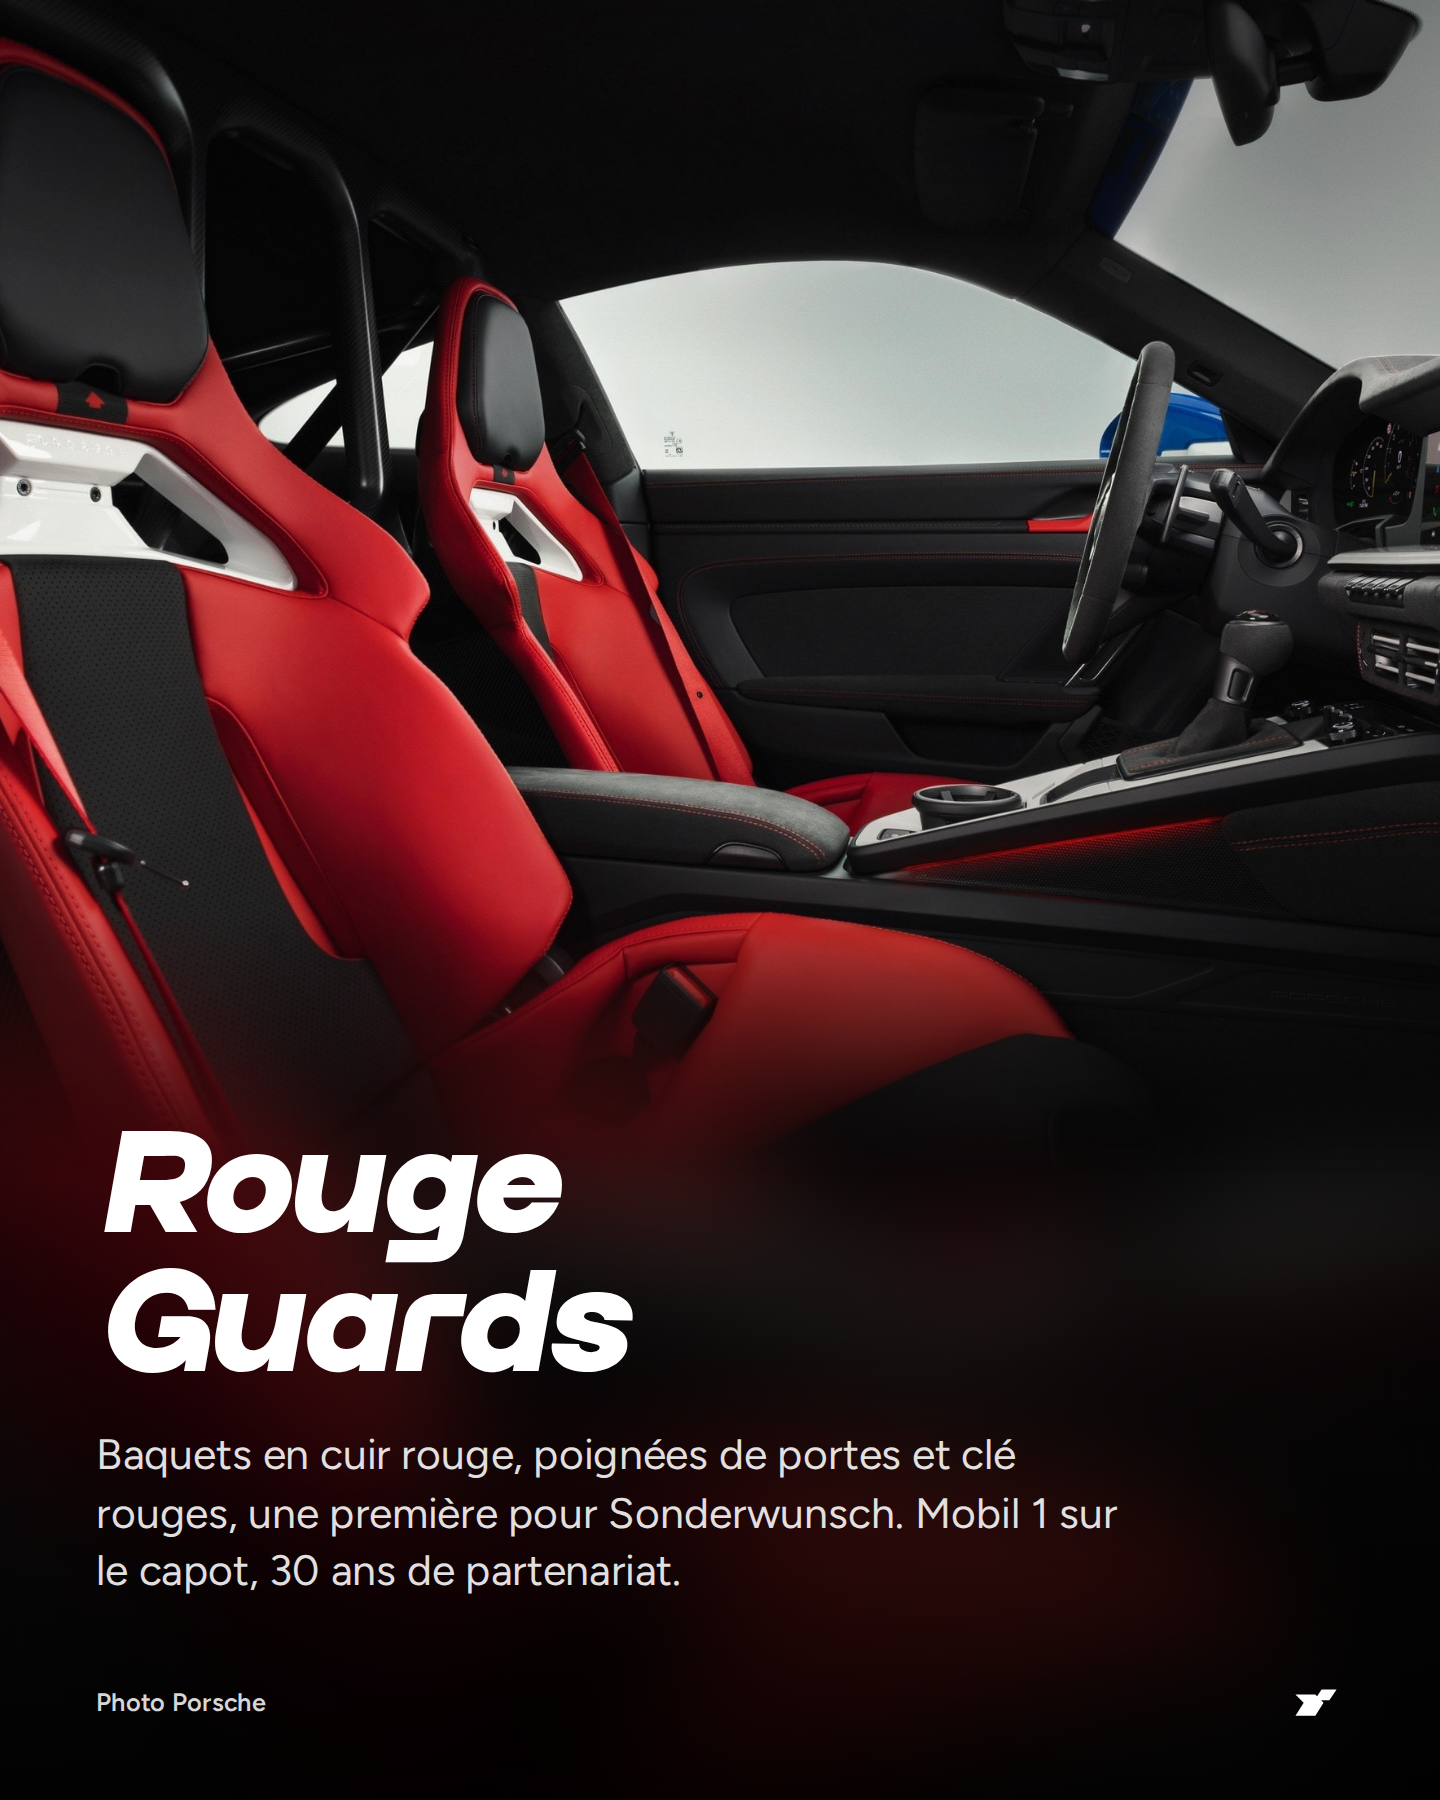 Rouge
Guards
Baquets en cuir rouge, poignées de portes et clé
rouges, une première pour Sonderwunsch. Mobil 1 sur
le capot, 30 ans de partenariat.
Photo Porsche